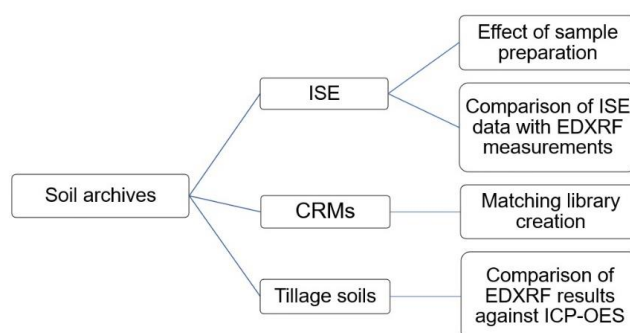 Soil archives
ISE
CRMs
Tillage soils
Effect of sample
preparation
Comparison of ISE
data with EDXRF
measurements
Matching library
creation
Comparison of
EDXRF results
against ICP-OES